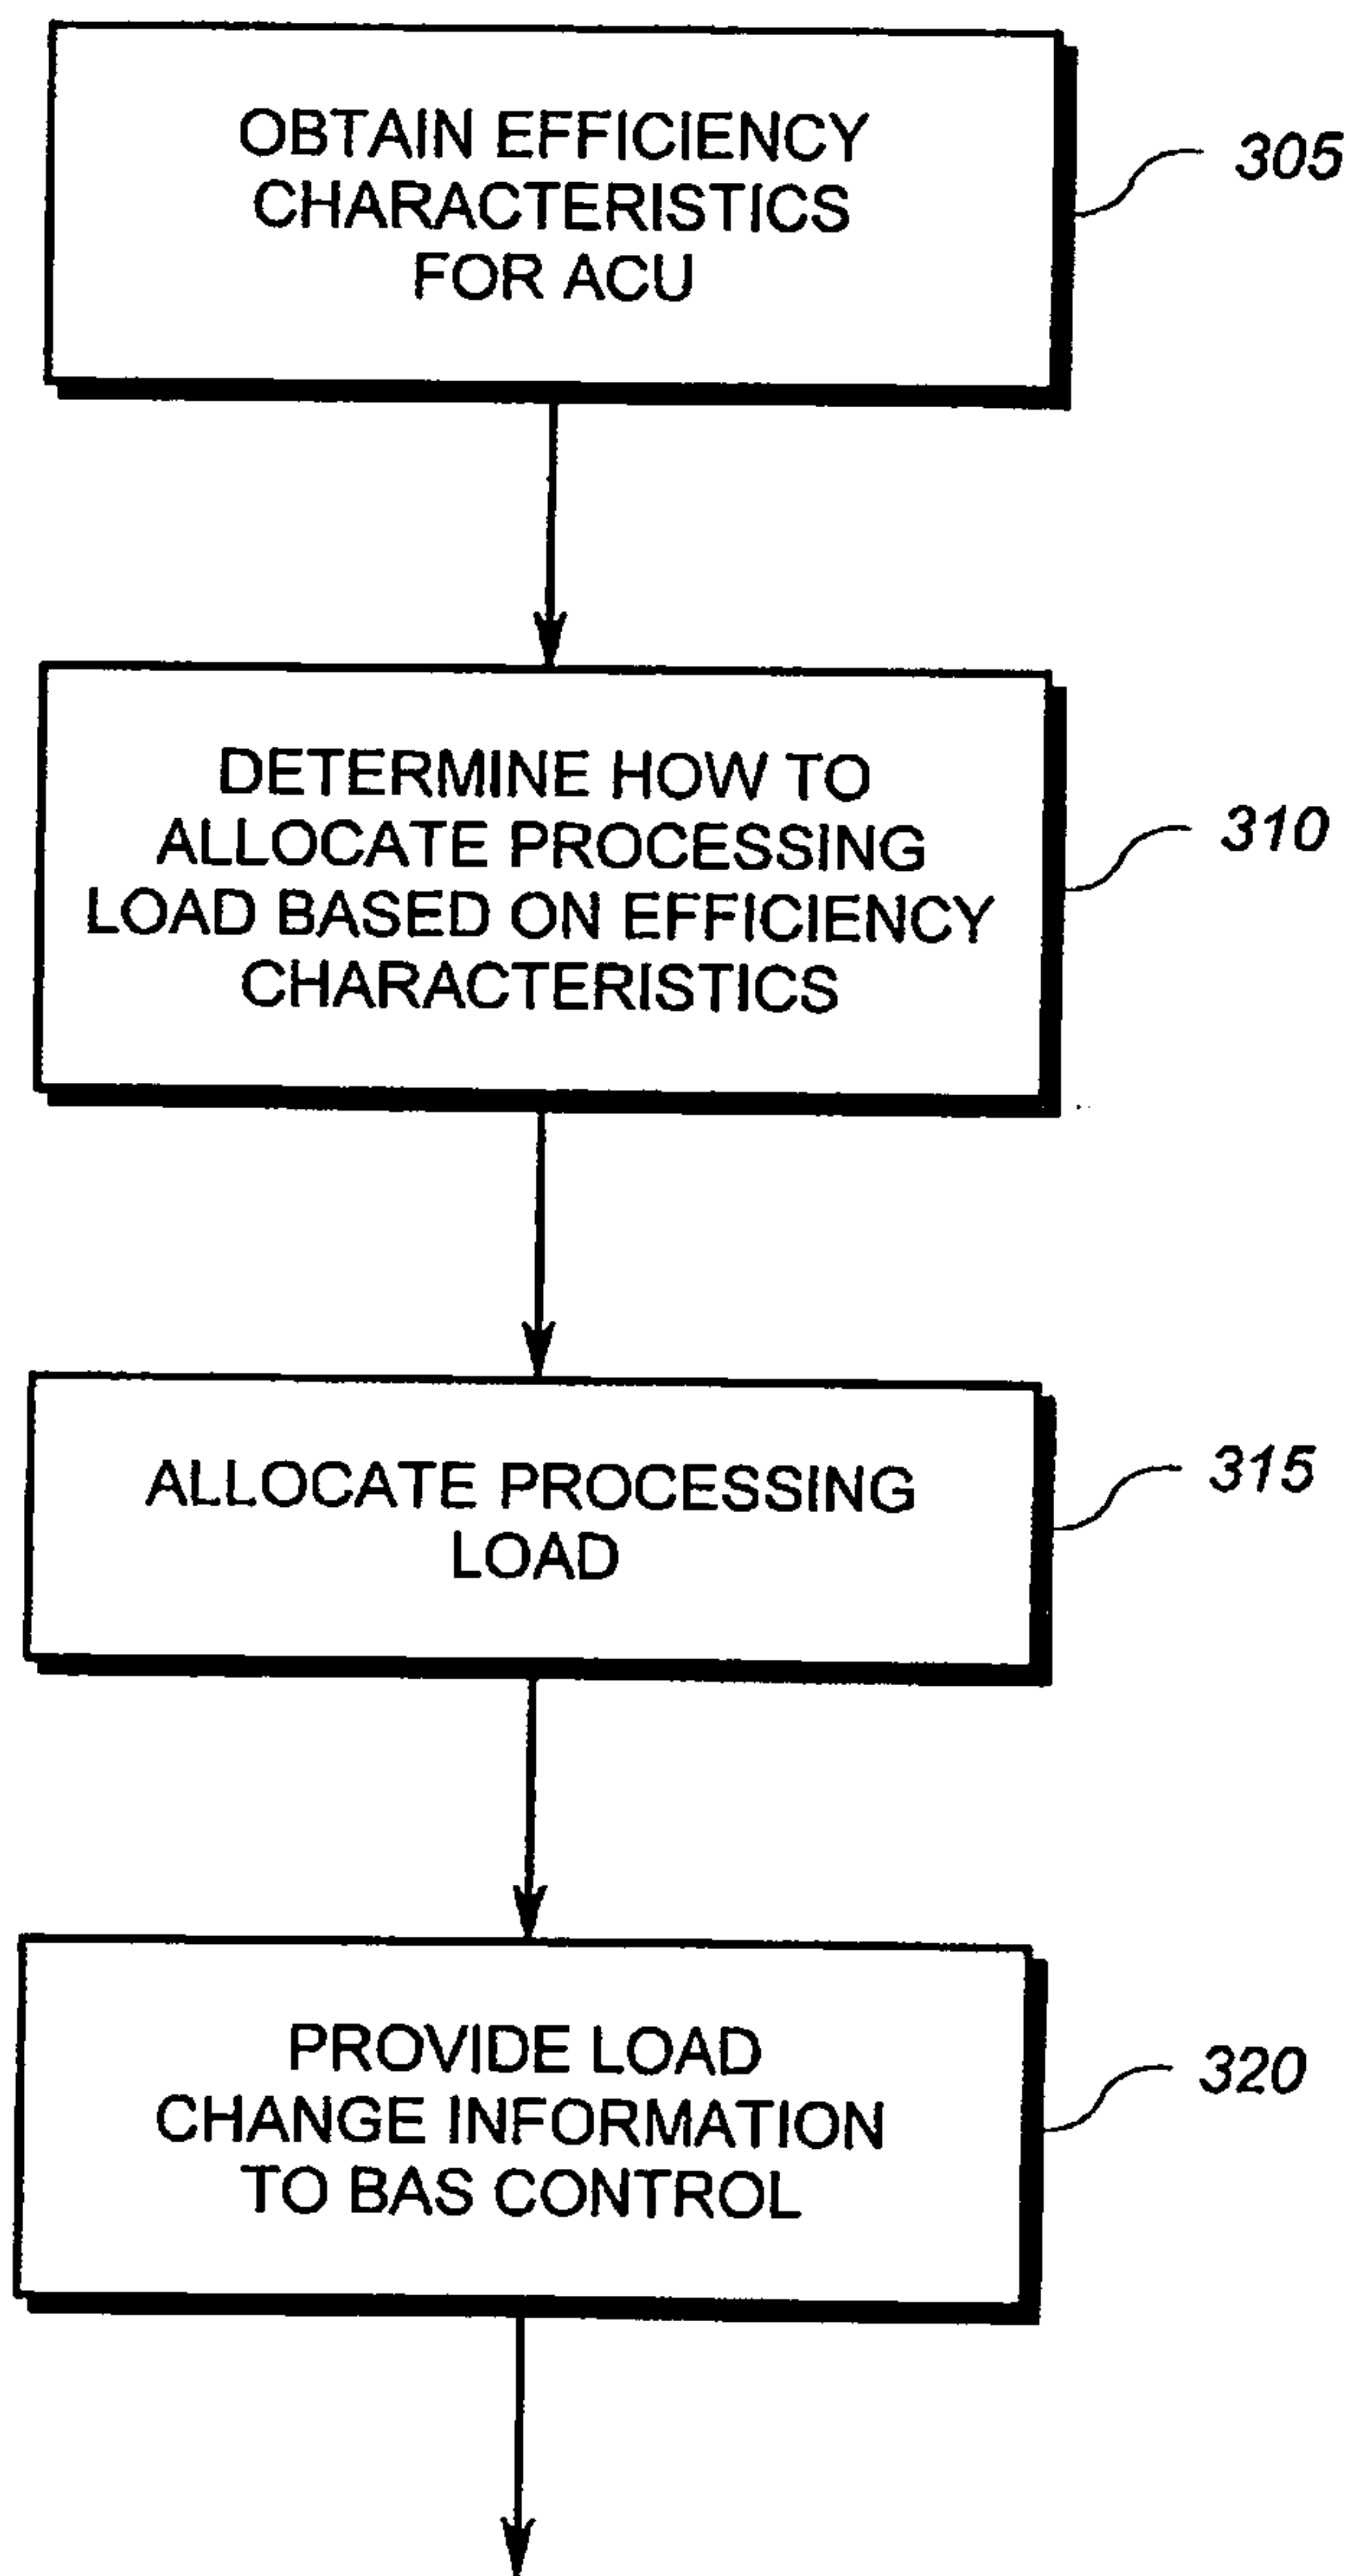 OBTAIN EFFICIENCY
CHARACTERISTICS
FOR ACU
305
DETERMINE HOW TO
ALLOCATE PROCESSING
LOAD BASED ON EFFICIENCY
CHARACTERISTICS
310
ALLOCATE PROCESSING
LOAD
315
PROVIDE LOAD
CHANGE INFORMATION
TO BAS CONTROL
320